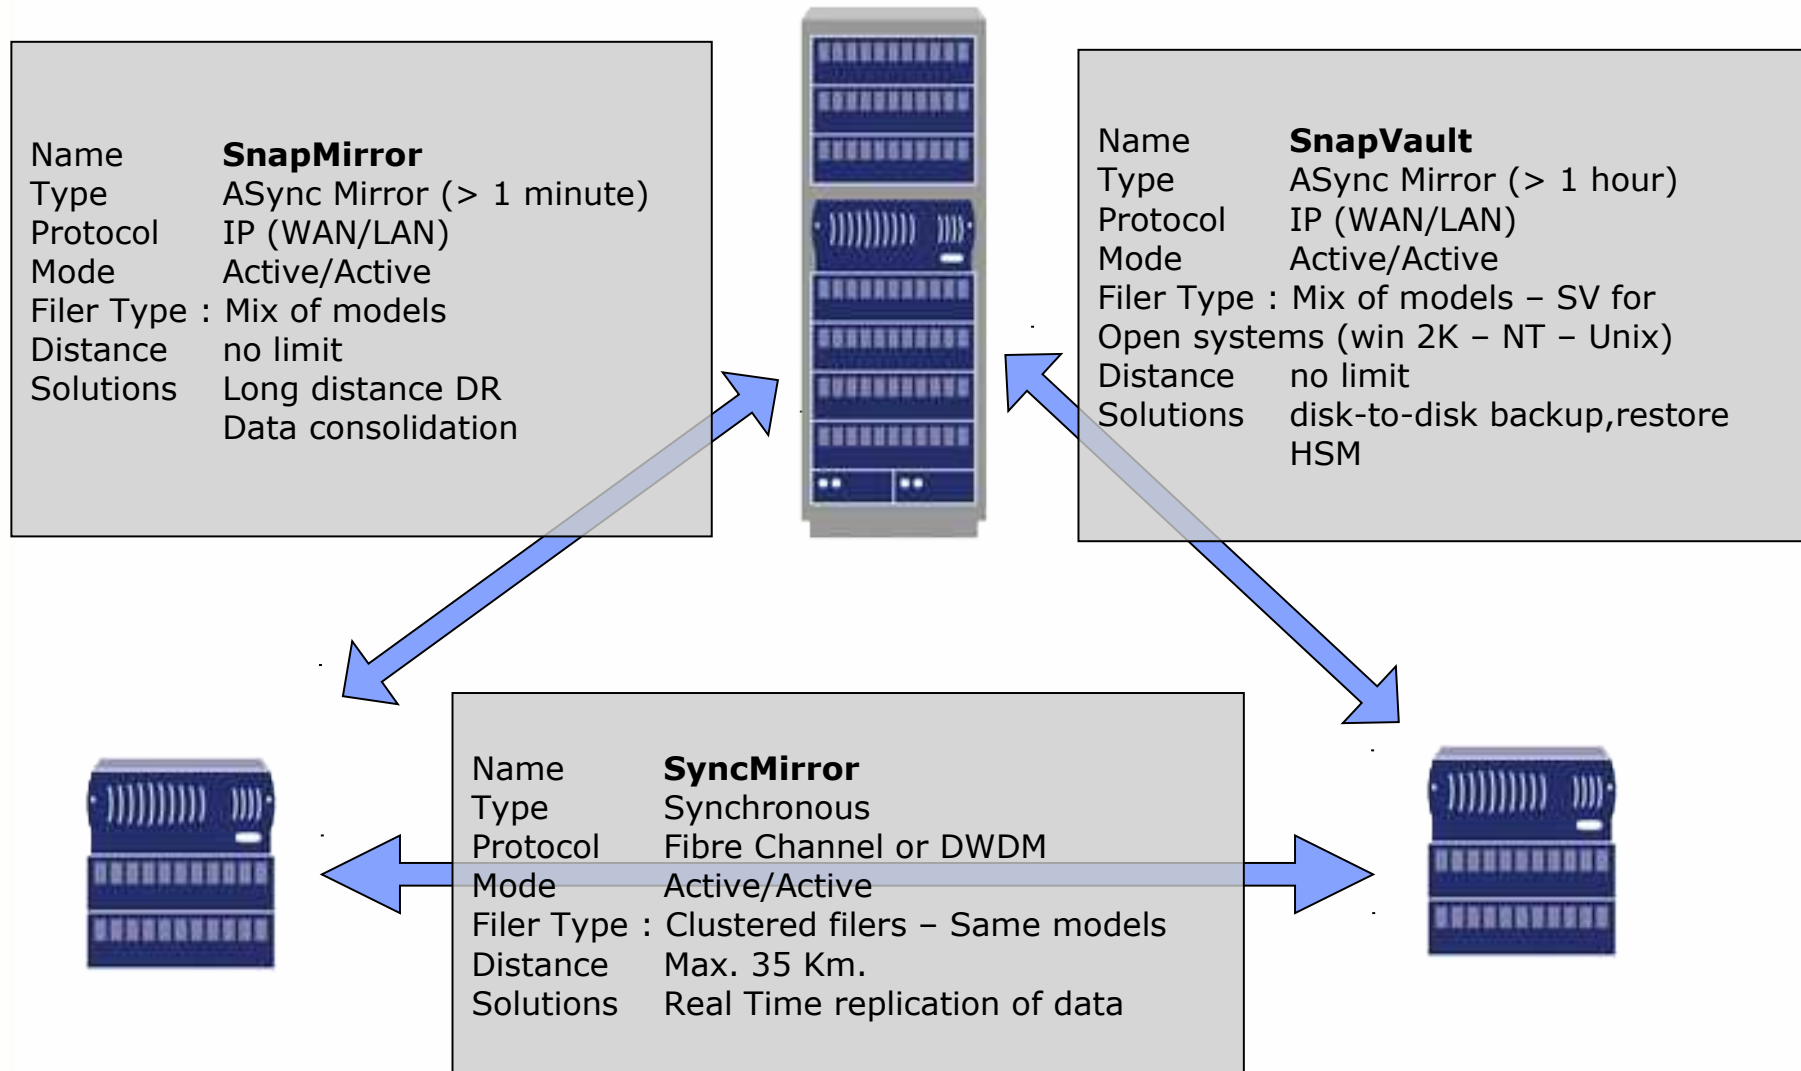 Name SnapMirror
Type ASync Mirror (> 1 minute)
Protocol IP (WAN/LAN)
Mode Active/Active
Filer Type : Mix of models
Distance no limit
Solutions Long distance DR
Data consolidation
Name SnapVault
Type ASync Mirror (> 1 hour)
Protocol IP (WAN/LAN)
Mode Active/Active
Filer Type : Mix of models – SV for
Open systems (win 2K – NT – Unix)
Distance no limit
Solutions disk-to-disk backup,restore
HSM
Name SyncMirror
Type Synchronous
Protocol Fibre Channel or DWDM
Mode Active/Active
Filer Type : Clustered filers – Same models
Distance Max. 35 Km.
Solutions Real Time replication of data